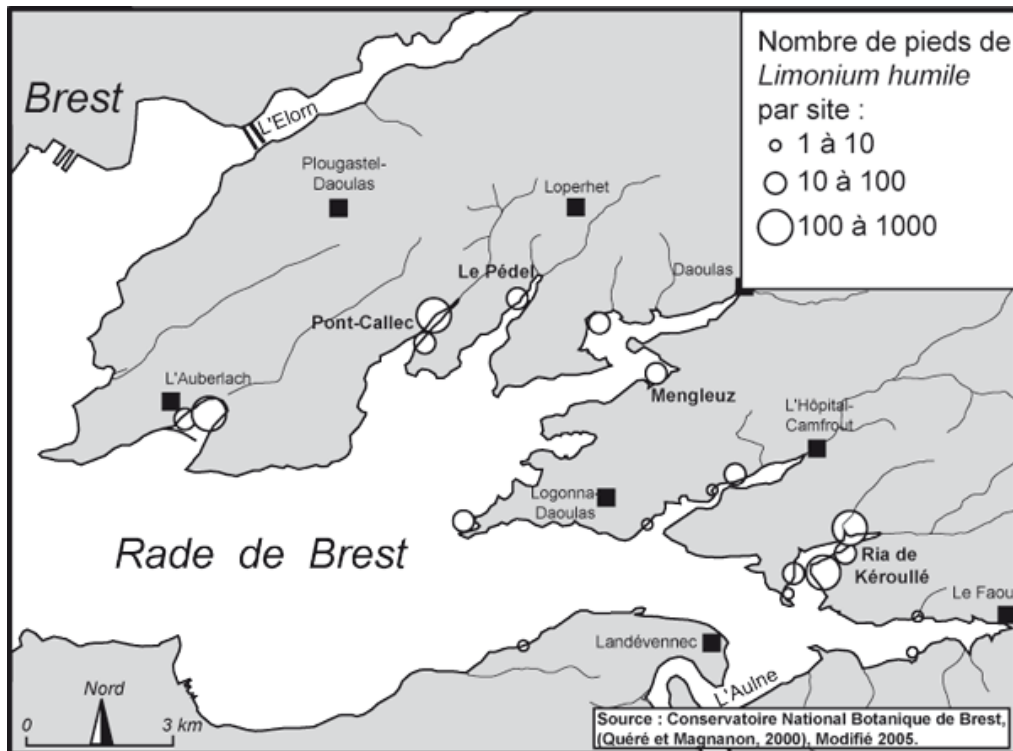 Nombre de pieds de
Limonium humile
par site :
1 à 10
10 à 100
100 à 1000
Brest
L'Elorn
Plougastel-
Daoulas
Loperhet
Le Pédel
Daoulas
Pont-Callec
L'Auberlach
Mengleuz
L'Hôpital-
Camfrout
Logonna-
Daoulas
Rade de Brest
Ria de
Kéroullé
Le Faou
Landévennec
L'Aulne
Nord
0 3 km
Source : Conservatoire National Botanique de Brest,
(Quéré et Magnanon, 2000), Modifié 2005.